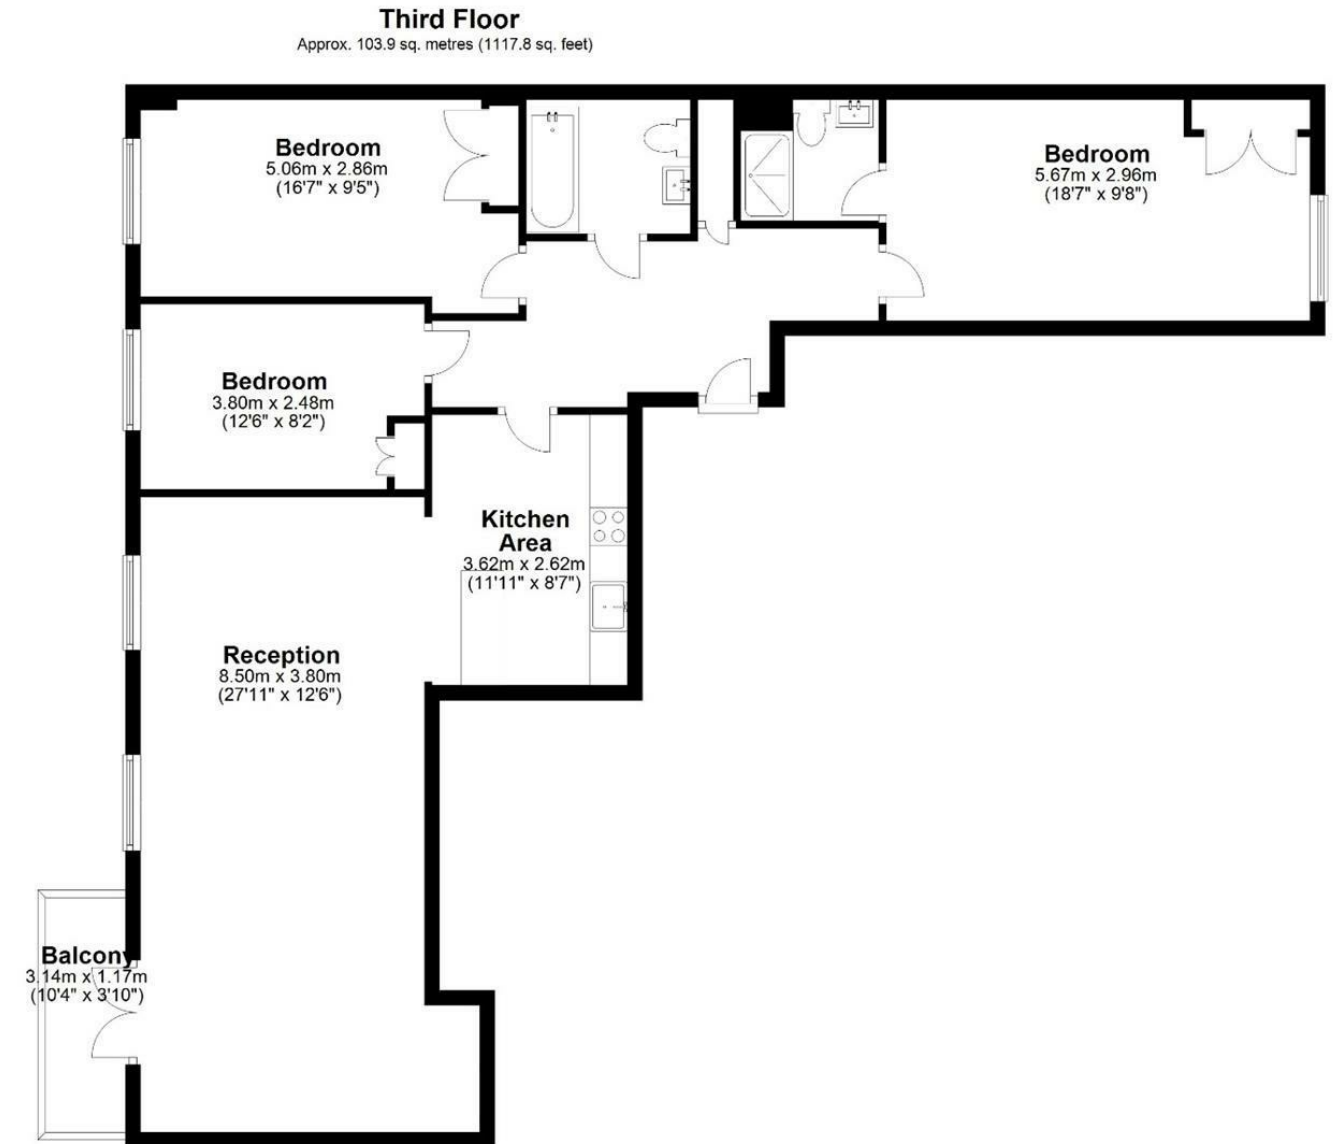 Third Floor
Approx. 103.9 sq. metres (1117.8 sq. feet)
Bedroom
5.06m x 2.86m
(16'7" x 9'5")
Bedroom
5.67m x 2.96m
(18'7" x 9'8")
Bedroom
3.80m x 2.48m
(12'6" x 8'2")
Kitchen
Area
3.62m x 2.62m
(11'11" x 8'7")
Reception
8.50m x 3.80m
(27'11" x 12'6")
Balcony
3.14m x 1.17m
(10'4" x 3'10")